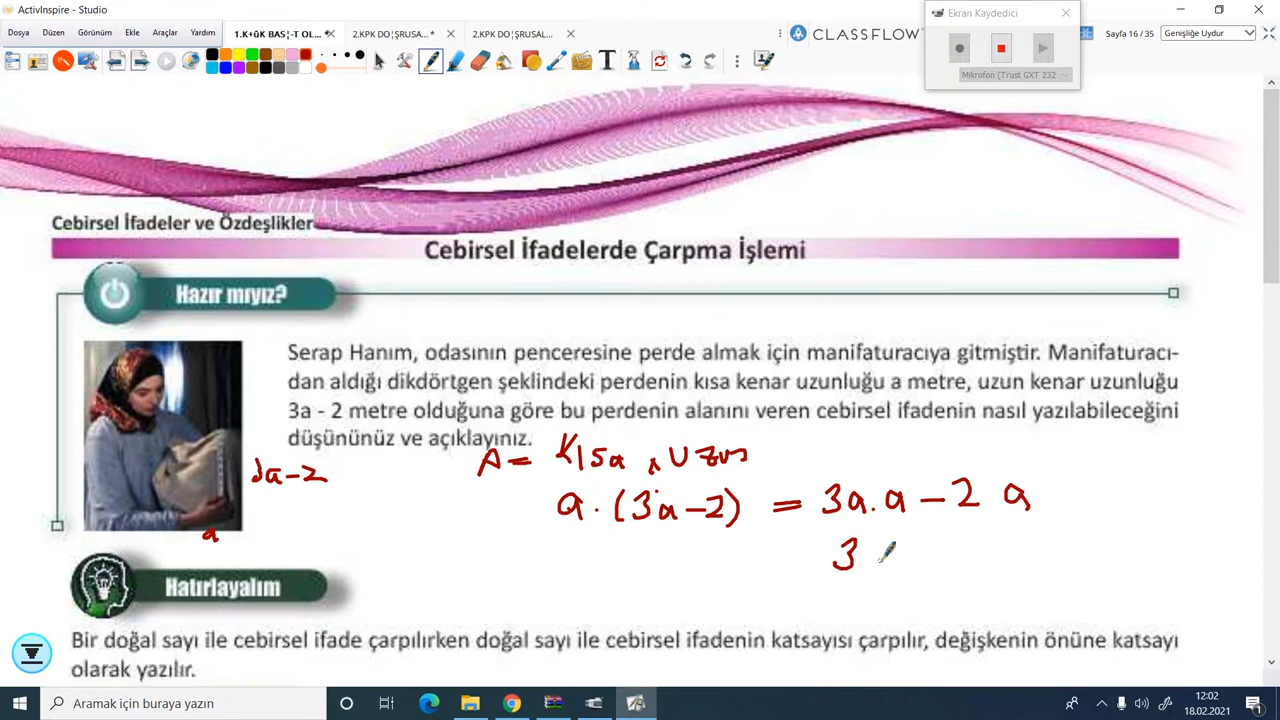 ActivInspire - Studio
Ekran Kaydedici
Dosya Düzen Görünüm Ekle Araçlar Yardım
1.K+ûK BAS¦-T OL...* 2.KPK DO¦SRUSA...* 2.KPK DO¦SRUSAL...
CLASSFLOW
Sayfa 16 / 35
Genişliğe Uydur
Mikrofon (Trust GXT 232
Cebirsel İfadeler ve Özdeşlikler
Cebirsel İfadelerde Çarpma İşlemi
Hazır mıyız?
Serap Hanım, odasının penceresine perde almak için manifaturacıya gitmiştir. Manifaturacı-
dan aldığı dikdörtgen şeklindeki perdenin kısa kenar uzunluğu a metre, uzun kenar uzunluğu
3a - 2 metre olduğuna göre bu perdenin alanını veren cebirsel ifadenin nasıl yazılabileceğini
düşününüz ve açıklayınız.
A = Kısa x Uzun
3a-2
a . (3a-2) = 3a.a - 2 a
a
3
Hatırlayalım
Bir doğal sayı ile cebirsel ifade çarpılırken doğal sayı ile cebirsel ifadenin katsayısı çarpılır, değişkenin önüne katsayı
olarak yazılır.
Aramak için buraya yazın
12:02
18.02.2021
1